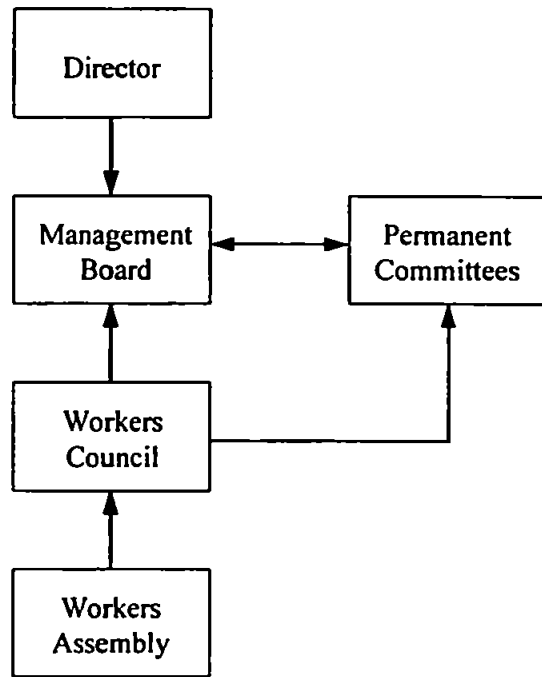 Director
Management
Board
Permanent
Committees
Workers
Council
Workers
Assembly